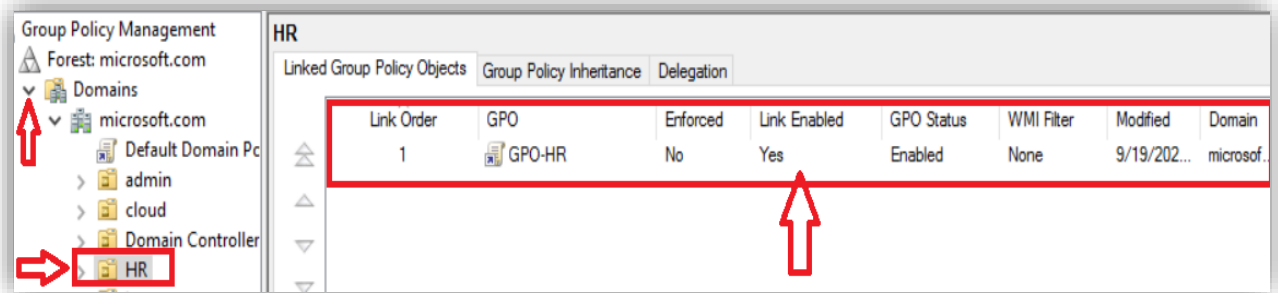 Group Policy Management
Forest: microsoft.com
Domains
microsoft.com
Default Domain Pc
admin
cloud
Domain Controller
HR
HR
Linked Group Policy Objects Group Policy Inheritance Delegation
Link Order GPO Enforced Link Enabled GPO Status WMI Filter Modified Domain
1 GPO-HR No Yes Enabled None 9/19/202... microsof...